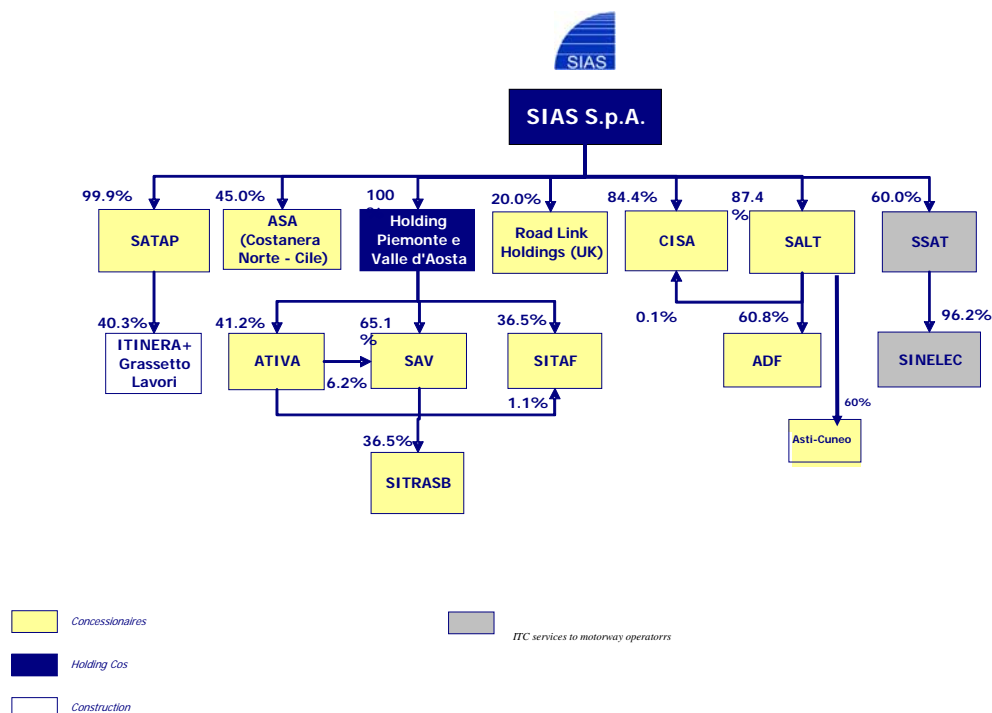 SIAS
SIAS S.p.A.
99.9%
45.0%
100
%
20.0%
84.4%
87.4
%
60.0%
SATAP
ASA
(Costanera
Norte - Cile)
Holding
Piemonte e
Valle d'Aosta
Road Link
Holdings (UK)
CISA
SALT
SSAT
40.3%
41.2%
65.1
%
36.5%
0.1%
60.8%
96.2%
ITINERA+
Grassetto
Lavori
ATIVA
6.2%
SAV
SITAF
1.1%
ADF
SINELEC
60%
36.5%
Asti-Cuneo
SITRASB
Concessionaires
ITC services to motorway operatorrs
Holding Cos
Construction